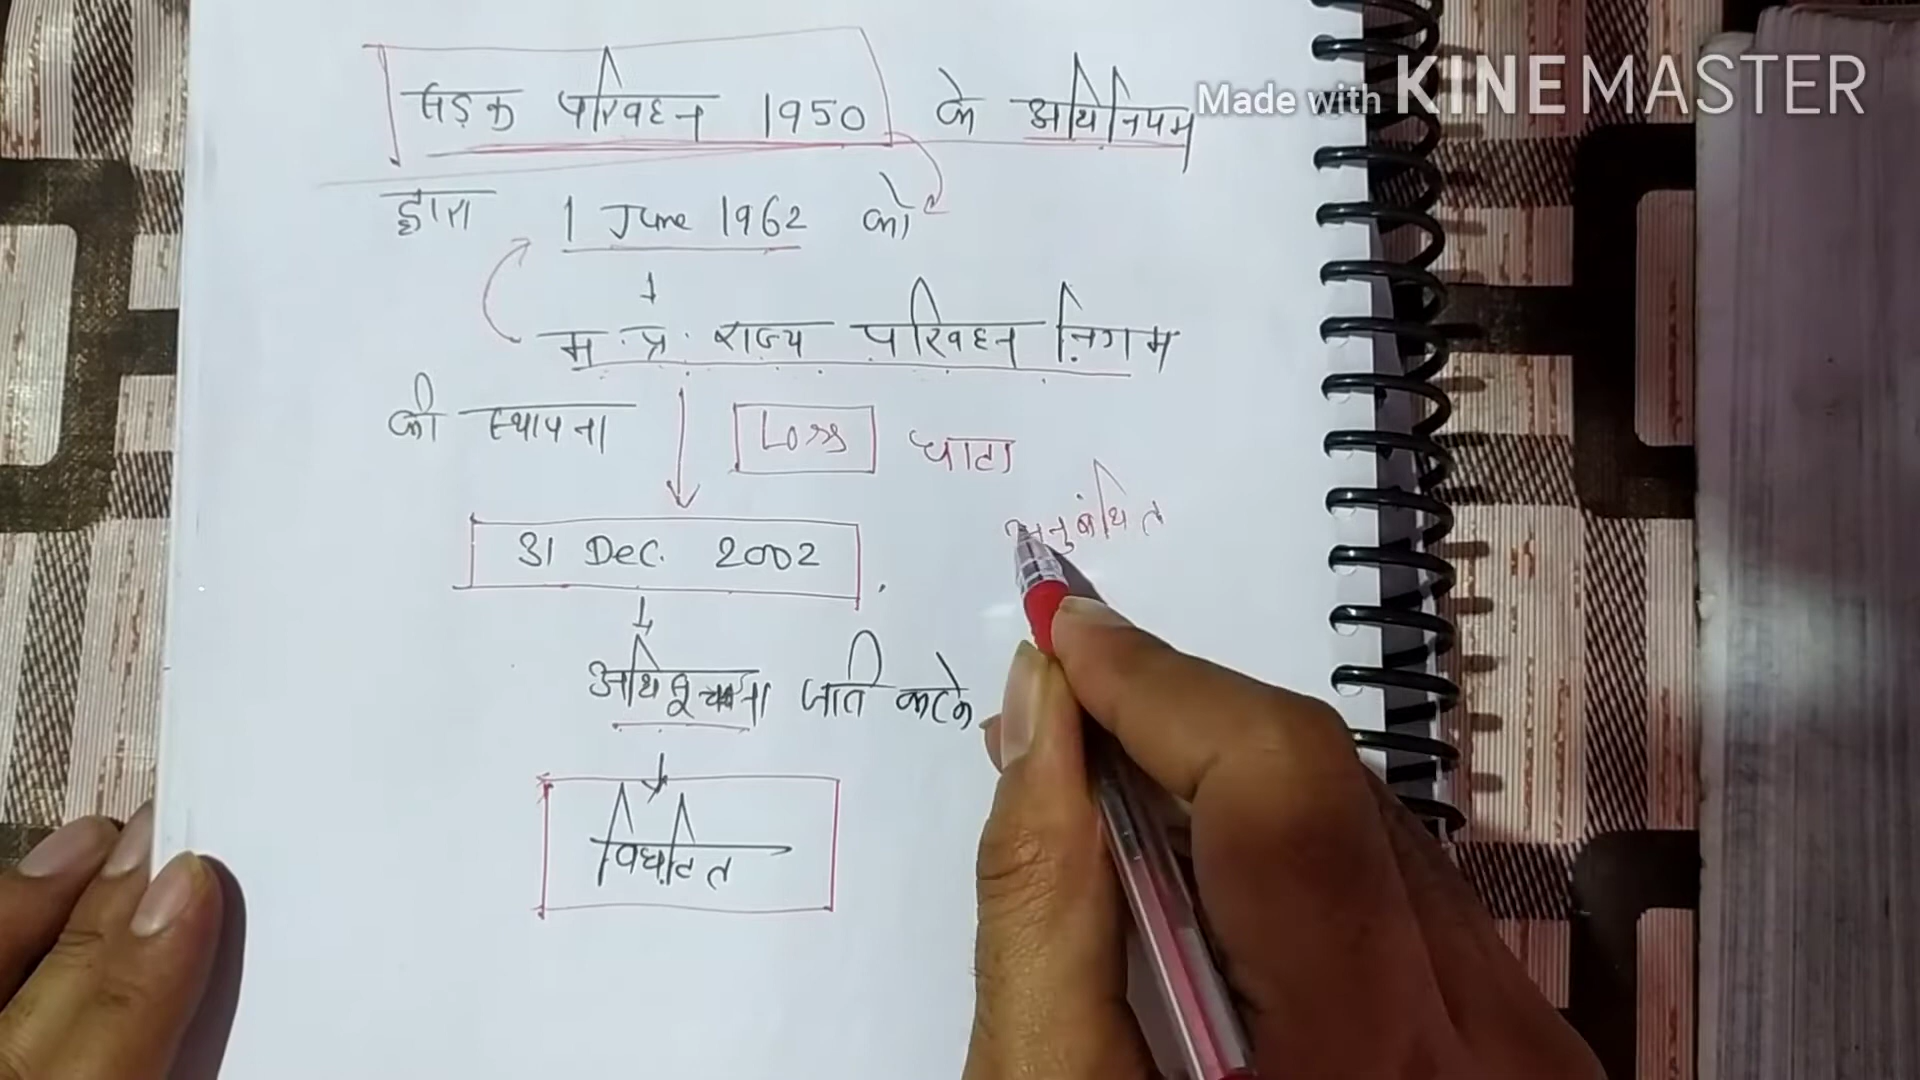 सड़क परिवहन 1950 के अधिनियम
Made with KINEMASTER
द्वारा 1 June 1962 को
म.प्र. राज्य परिवहन निगम
की स्थापना
Loss घाटा
अनुबंधित
31 Dec. 2002
अधिसूचना जारी करके
विघटित